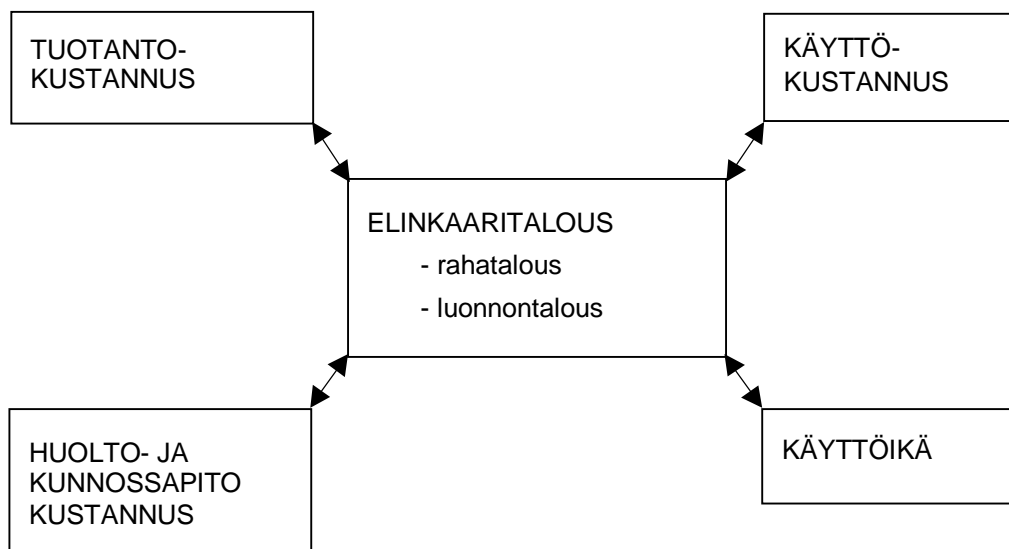 TUOTANTO-
KUSTANNUS
KÄYTTÖ-
KUSTANNUS
ELINKAARITALOUS
- rahatalous
- luonnontalous
HUOLTO- JA
KUNNOSSAPITO
KUSTANNUS
KÄYTTÖIKÄ